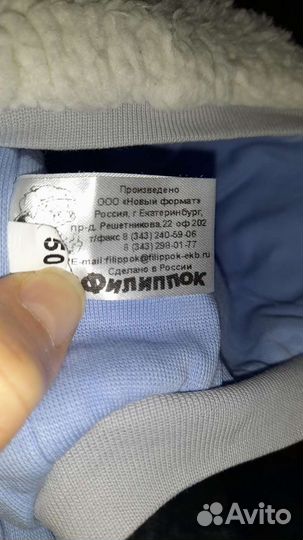 Произведено
ООО «Новый формат»
Россия, г Екатеринбург,
пр-д. Решетникова,22 оф 202
т/факс 8 (343) 240-59-06
8 (343) 298-01-77
E-mail:filippok@filippok-ekb.ru
Сделано в России
Филиппок
50
Avito